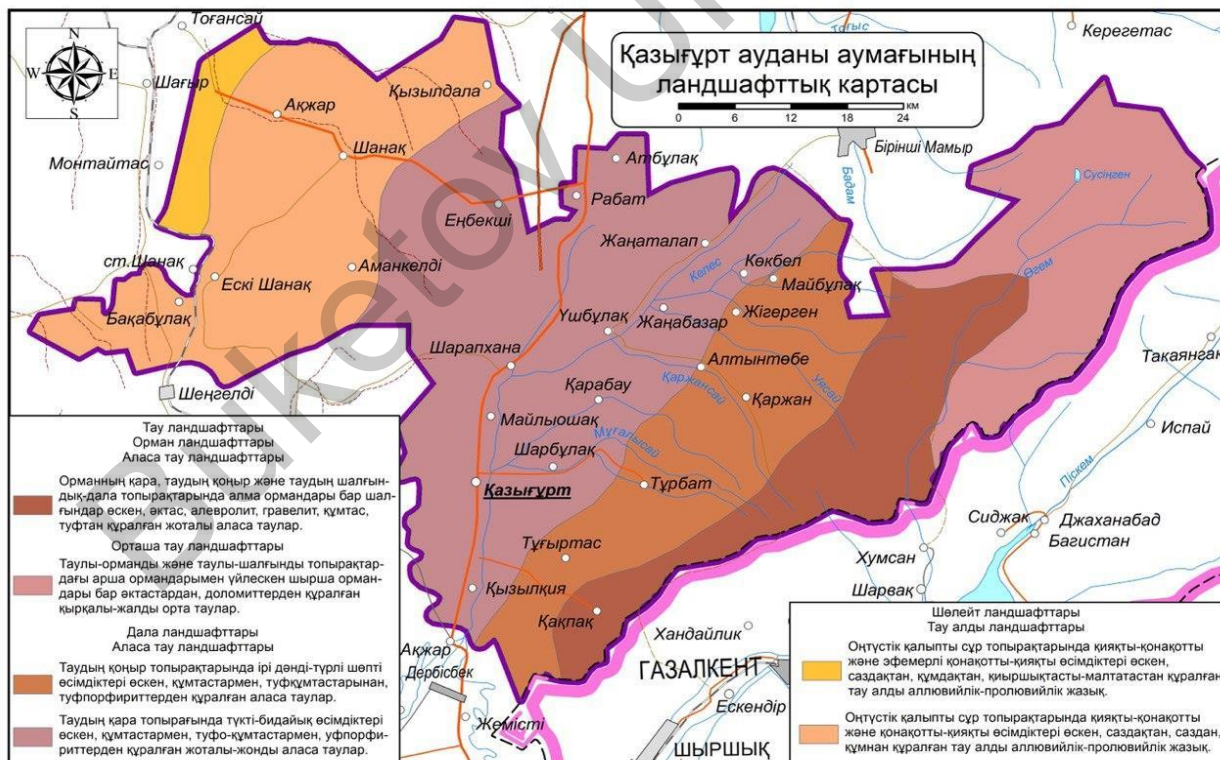 Қазығұрт ауданы аумағының
ландшафттық картасы
0 6 12 18 24 км
N
W E
S
Тоғансай
Тоғыс
Керегетас
Шағыр
Ақжар
Қызылдала
Монтайтас
Шанақ
Атбұлақ
Бірінші Мамыр
Бадам
Сусіңген
Еңбекші
Рабат
ст.Шанақ
Ескі Шанақ
Аманкелді
Жаңаталап
Келес
Көкбел
Майбұлақ
Өгем
Бақабұлақ
Үшбұлақ
Жаңабазар
Жігерген
Шарапхана
Алтынтөбе
Такаянгак
Шеңгелді
Қарабау
Қаржансай
Уясай
Қаржан
Майлыошақ
Мұғалысай
Испай
Шарбұлақ
Піскем
Қазығұрт
Тұрбат
Сиджак
Джаханабад
Багистан
Тұғыртас
Хумсан
Қызылқия
Шарвақ
Қақпақ
Ақжар
Хандайлик
Дербісбек
ГАЗАЛКЕНТ
Жемісті
Ескендір
ШЫРШЫҚ
Тау ландшафттары
Орман ландшафттары
Аласа тау ландшафттары
Орманның қара, таудың қоңыр және таудың шалғын-
дық-дала топырақтарында алма ормандары бар шал-
ғындар өскен, әктас, алевролит, гравелит, құмтас,
туфтан құралған жоталы аласа таулар.
Орташа тау ландшафттары
Таулы-орманды және таулы-шалғынды топырақтар-
дағы арша ормандарымен үйлескен шырша орман-
дары бар әктастардан, доломиттерден құралған
қырқалы-жалды орта таулар.
Дала ландшафттары
Аласа тау ландшафттары
Таудың қоңыр топырақтарында ірі дәнді-түрлі шөпті
өсімдіктері өскен, құмтастармен, туфқұмтастарынан,
туфпорфириттерден құралған аласа таулар.
Таудың қара топырағында түкті-бидайық өсімдіктері
өскен, құмтастармен, туфо-құмтастармен, уфпорфи-
риттерден құралған жоталы-жонды аласа таулар.
Шөлейт ландшафттары
Тау алды ландшафттары
Оңтүстік қалыпты сұр топырақтарында қияқты-қонақотты
және эфемерлі қонақотты-қияқты өсімдіктері өскен,
саздақтан, құмдақтан, қиыршықтасты-малтатастан құралған
тау алды аллювийлік-пролювийлік жазық.
Оңтүстік қалыпты сұр топырақтарында қияқты-қонақотты
және қонақотты-қияқты өсімдіктері өскен, саздақтан, саздан,
құмнан құралған тау алды аллювийлік-пролювийлік жазық.